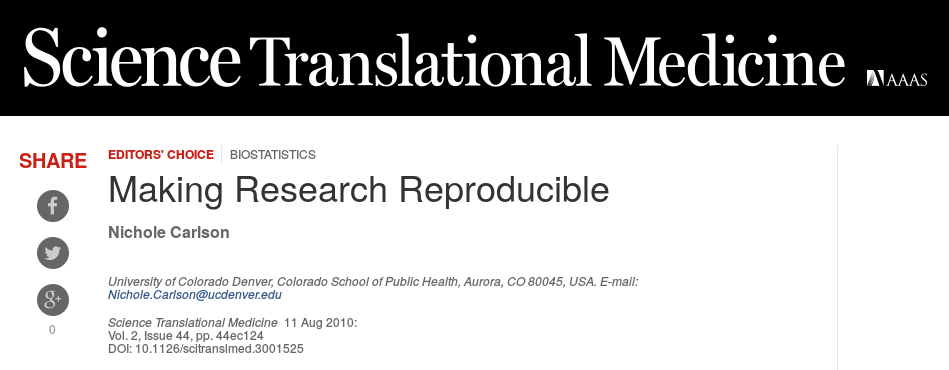 Science Translational Medicine AAAS
SHARE
EDITORS' CHOICE BIOSTATISTICS
Making Research Reproducible
Nichole Carlson
University of Colorado Denver, Colorado School of Public Health, Aurora, CO 80045, USA. E-mail:
Nichole.Carlson@ucdenver.edu
Science Translational Medicine 11 Aug 2010:
Vol. 2, Issue 44, pp. 44ec124
DOI: 10.1126/scitranslmed.3001525
0